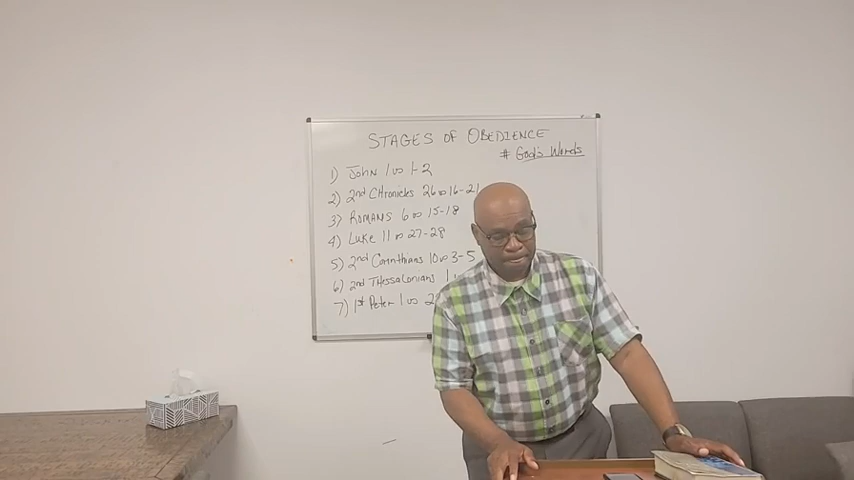 STAGES OF OBEDIENCE
# God's Words
1) John 1 vs 1-2
2) 2nd CHronicles 26 vs 16-21
3) ROMANS 6 vs 15-18
4) Luke 11 vs 27-28
5) 2nd Corinthians 10 vs 3-5
6) 2nd THessalonians 1
7) 1st Peter 1 vs 2